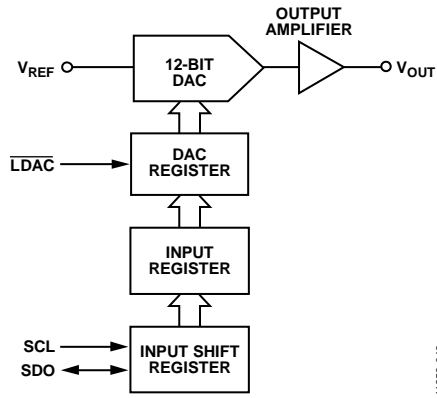 OUTPUT
AMPLIFIER
VREF
12-BIT
DAC
VOUT
LDAC
DAC
REGISTER
INPUT
REGISTER
SCL
SDO
INPUT SHIFT
REGISTER